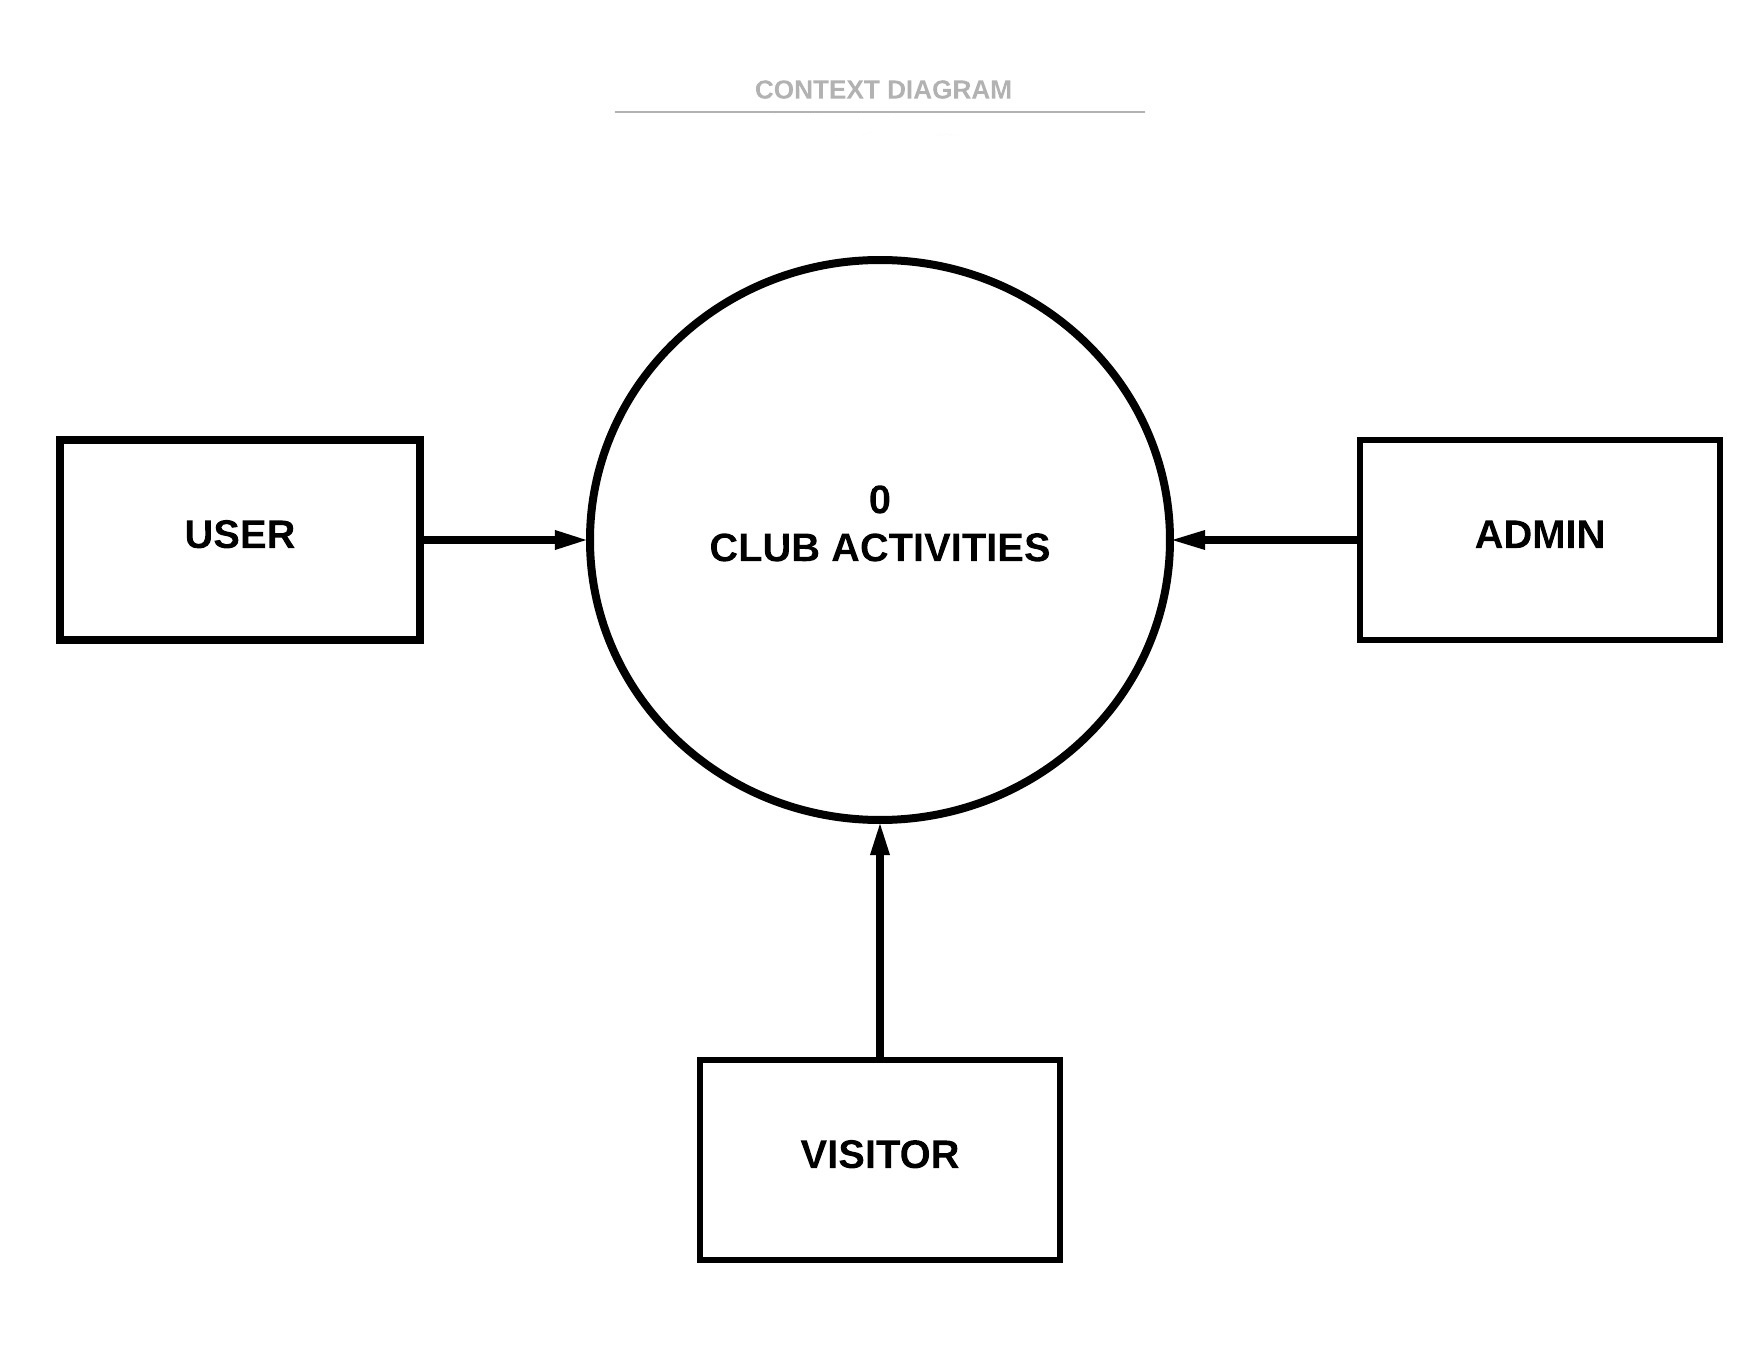 CONTEXT DIAGRAM
0
CLUB ACTIVITIES
USER
ADMIN
VISITOR